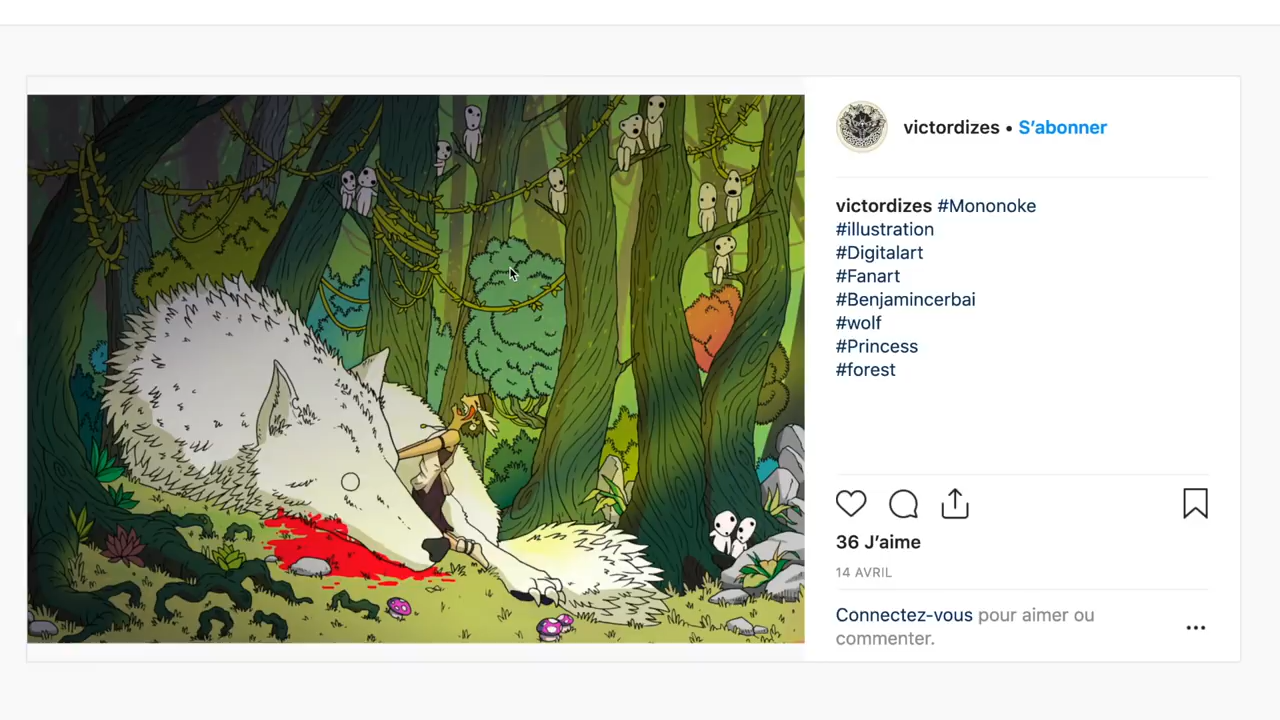 victordizes • S'abonner
victordizes #Mononoke
#illustration
#Digitalart
#Fanart
#Benjamincerbai
#wolf
#Princess
#forest
36 J'aime
14 AVRIL
Connectez-vous pour aimer ou
commenter.